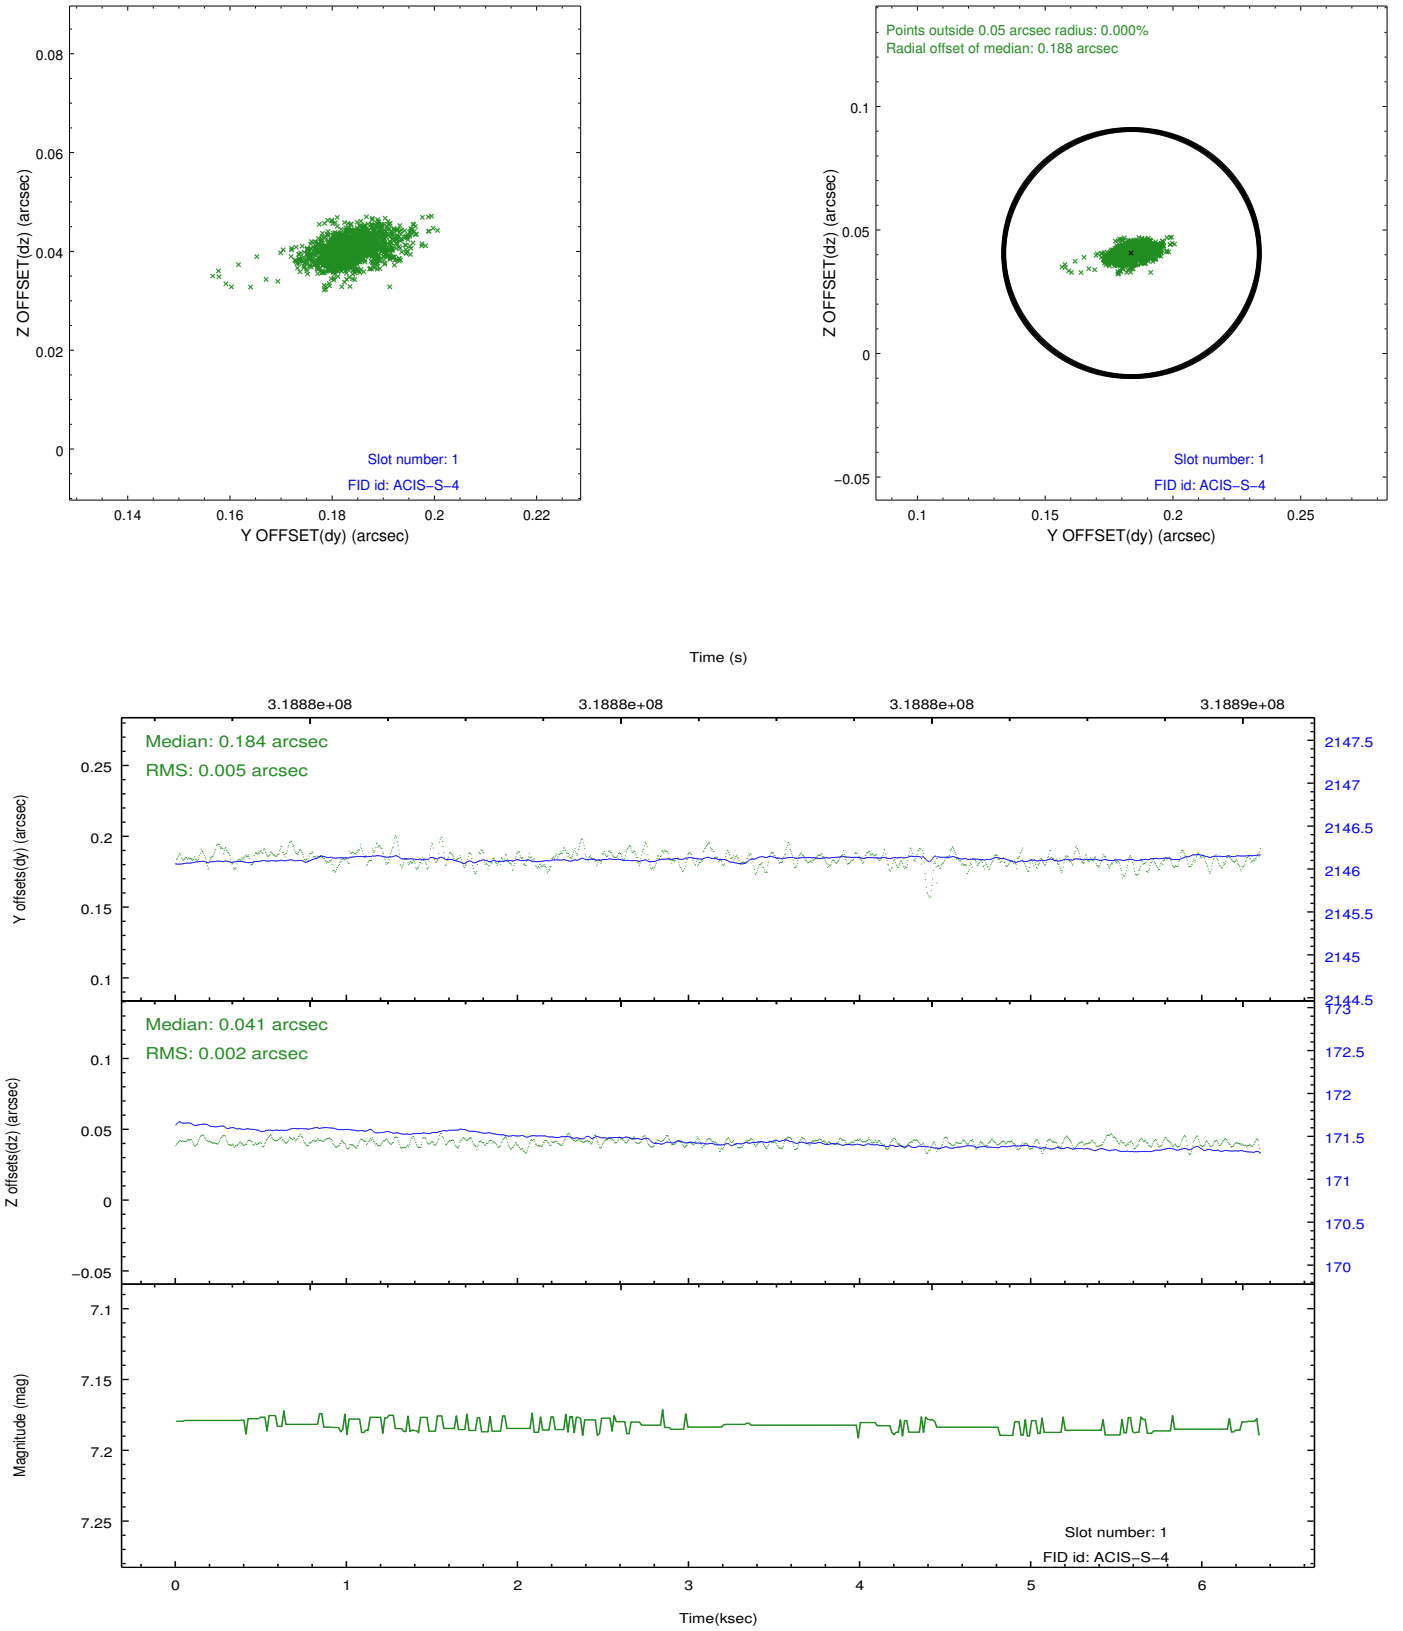 0.08
0.06
0.04
0.02
0
Z OFFSET(dz) (arcsec)
Slot number: 1
FID id: ACIS−S−4
0.14 0.16 0.18 0.2 0.22
Y OFFSET(dy) (arcsec)
Points outside 0.05 arcsec radius: 0.000%
Radial offset of median: 0.188 arcsec
0.1
0.05
0
−0.05
Z OFFSET(dz) (arcsec)
Slot number: 1
FID id: ACIS−S−4
0.1 0.15 0.2 0.25
Y OFFSET(dy) (arcsec)
Time (s)
3.1888e+08 3.1888e+08 3.1888e+08 3.1889e+08
Median: 0.184 arcsec
RMS: 0.005 arcsec
0.25
0.2
0.15
0.1
Y offsets(dy) (arcsec)
2147.5
2147
2146.5
2146
2145.5
2145
2144.5
Median: 0.041 arcsec
RMS: 0.002 arcsec
0.1
0.05
0
−0.05
Z offsets(dz) (arcsec)
173
172.5
172
171.5
171
170.5
170
7.1
7.15
7.2
7.25
Magnitude (mag)
Slot number: 1
FID id: ACIS−S−4
0 1 2 3 4 5 6
Time(ksec)